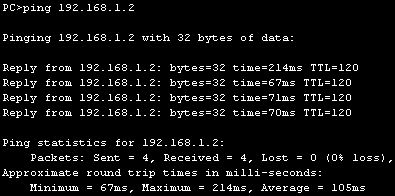 PC>ping 192.168.1.2
Pinging 192.168.1.2 with 32 bytes of data:
Reply from 192.168.1.2: bytes=32 time=214ms TTL=120
Reply from 192.168.1.2: bytes=32 time=67ms TTL=120
Reply from 192.168.1.2: bytes=32 time=71ms TTL=120
Reply from 192.168.1.2: bytes=32 time=70ms TTL=120
Ping statistics for 192.168.1.2:
Packets: Sent = 4, Received = 4, Lost = 0 (0% loss),
Approximate round trip times in milli-seconds:
Minimum = 67ms, Maximum = 214ms, Average = 105ms